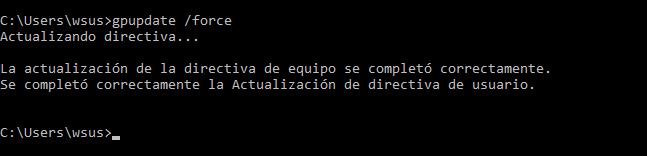 C:\Users\wsus>gpupdate /force
Actualizando directiva...
La actualización de la directiva de equipo se completó correctamente.
Se completó correctamente la Actualización de directiva de usuario.
C:\Users\wsus>_